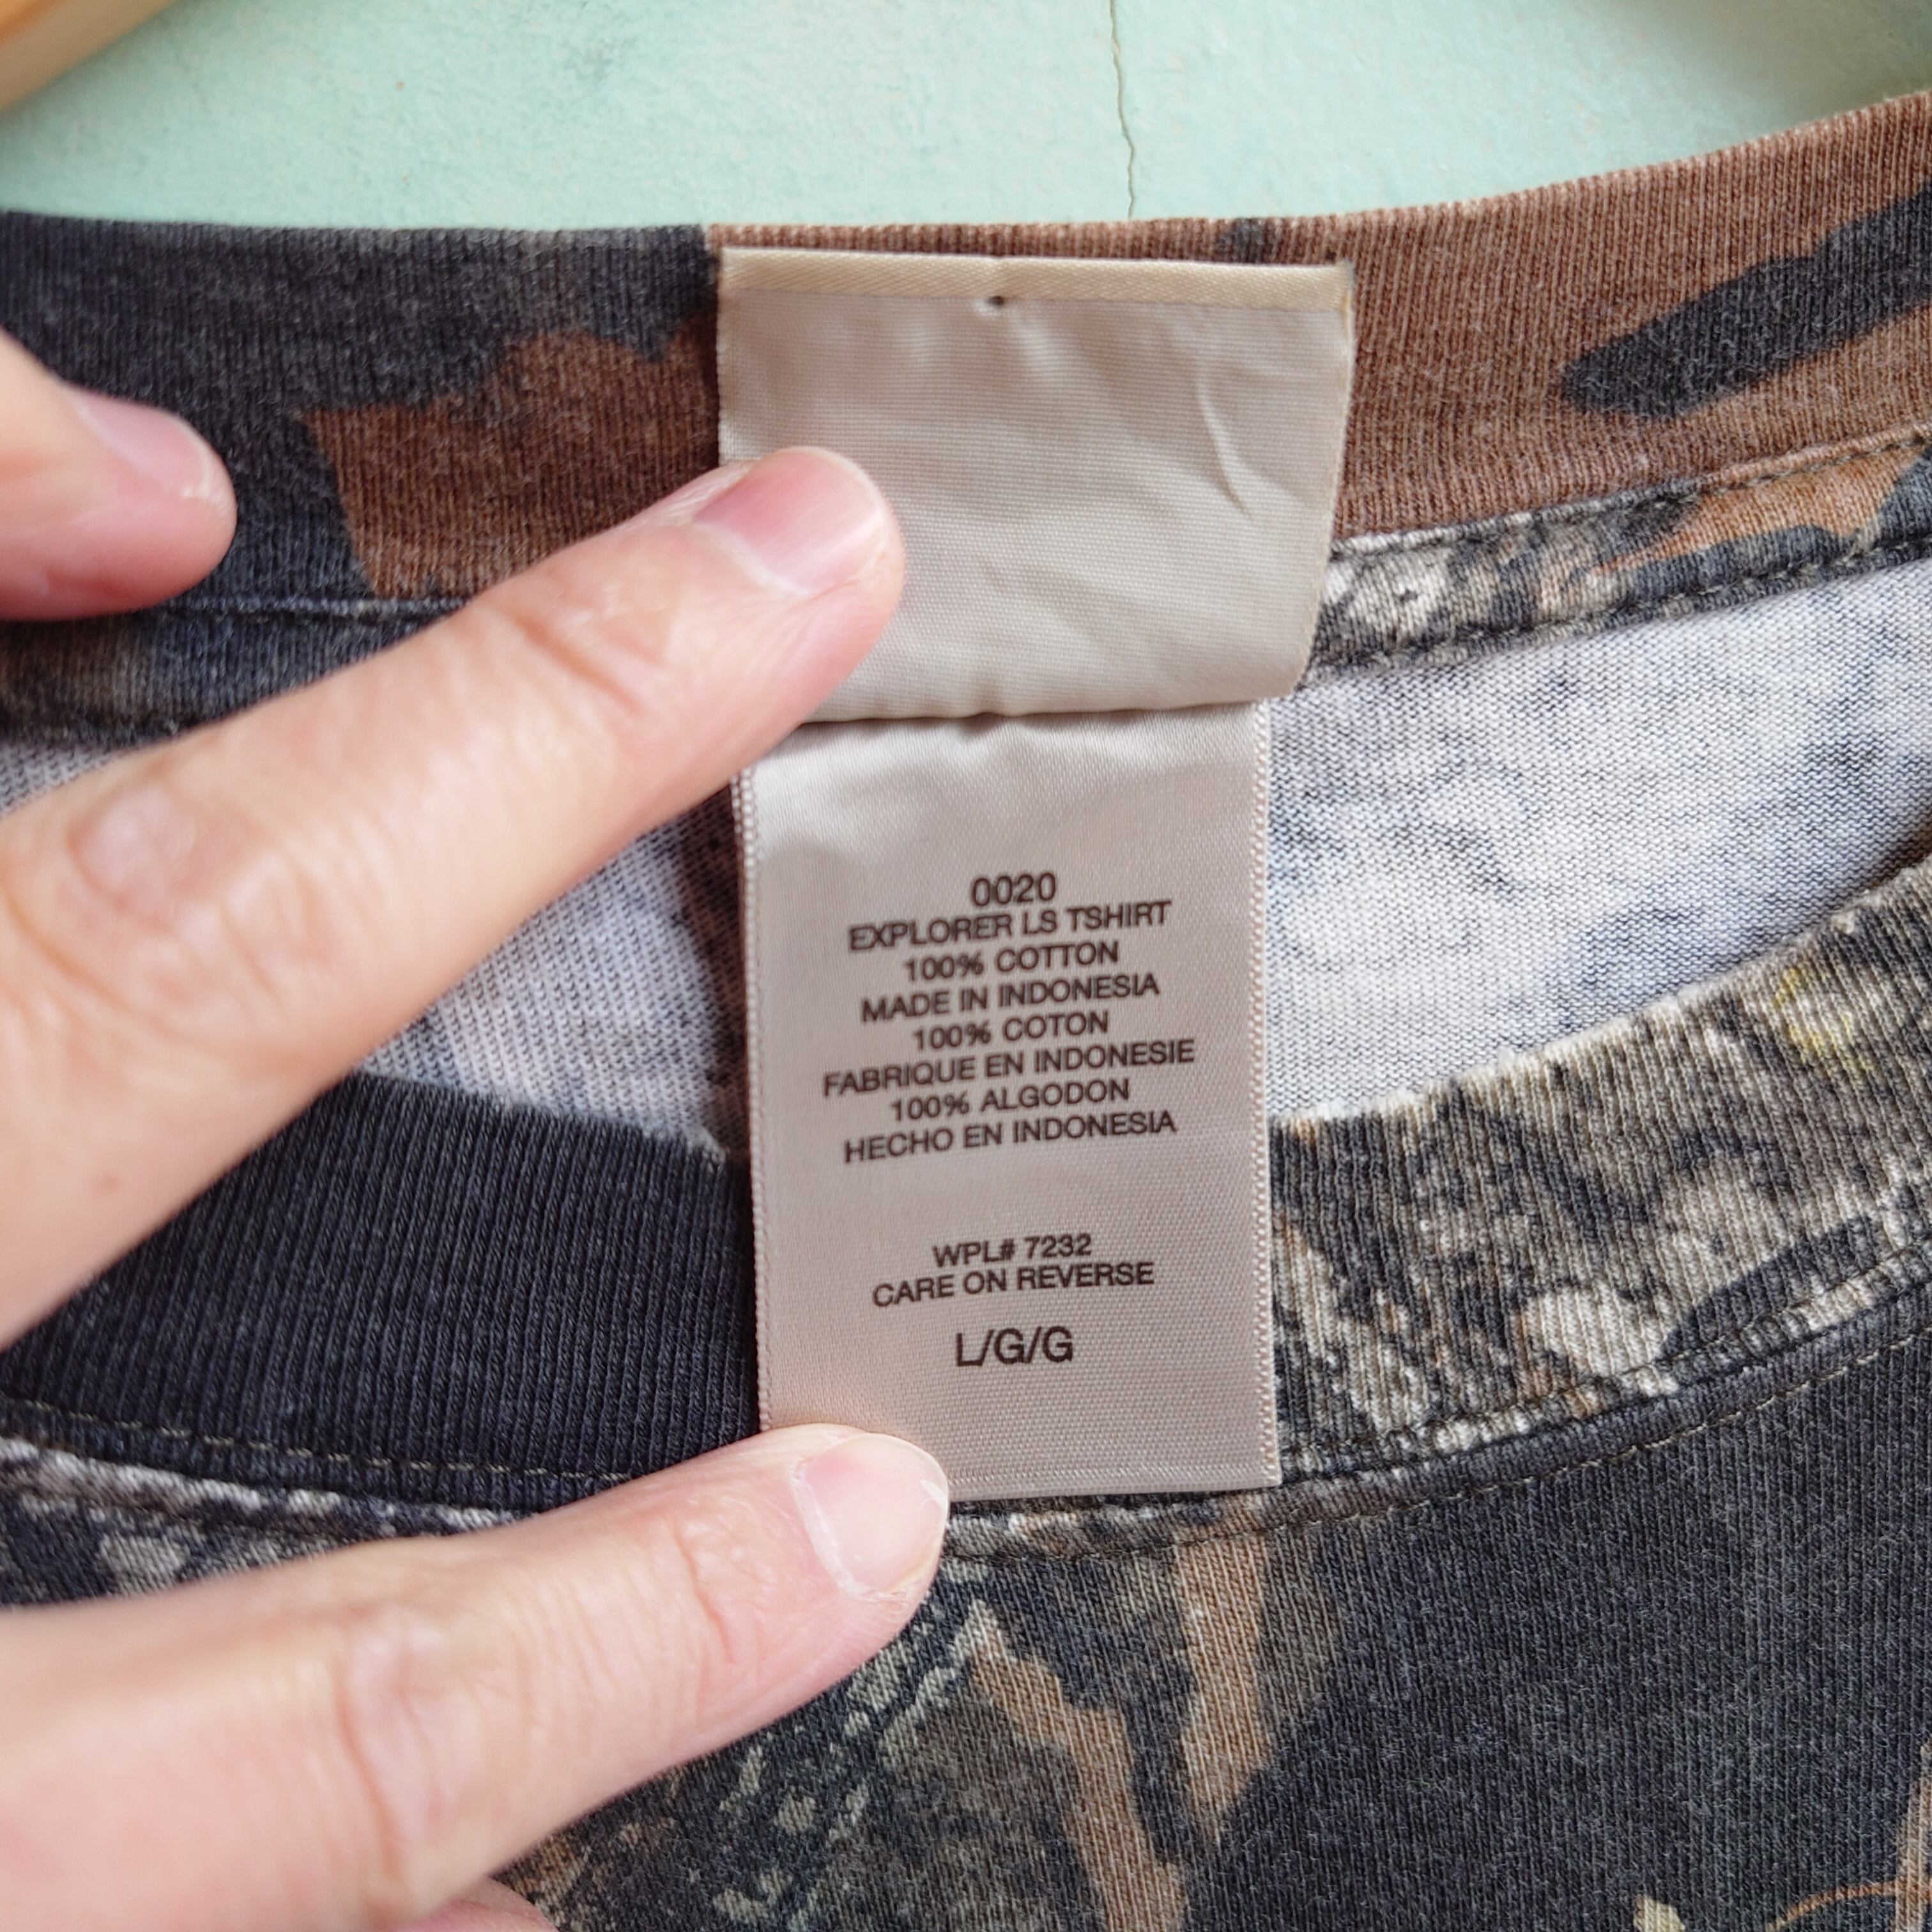 0020
EXPLORER LS TSHIRT
100% COTTON
MADE IN INDONESIA
100% COTON
FABRIQUE EN INDONESIE
100% ALGODON
HECHO EN INDONESIA
WPL# 7232
CARE ON REVERSE
L/G/G